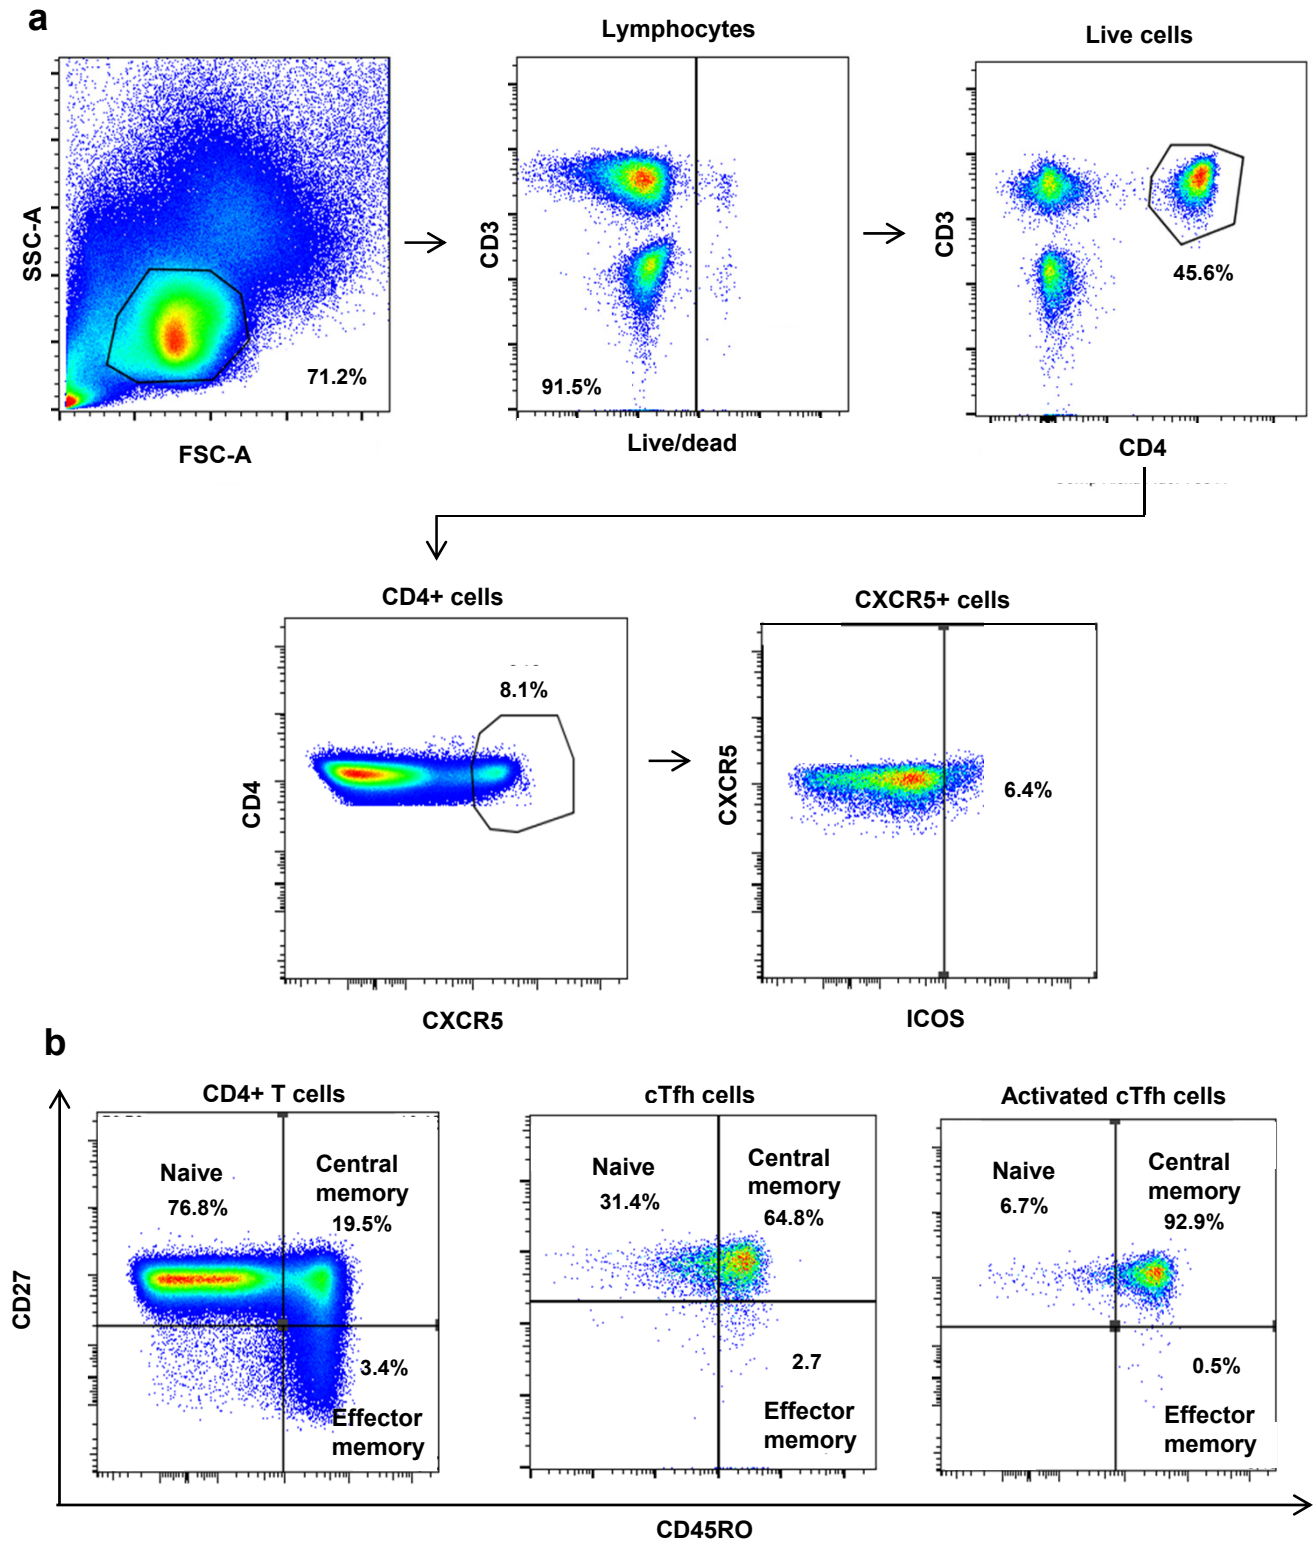 a
Lymphocytes
Live cells
SSC-A
71.2%
FSC-A
CD3
91.5%
Live/dead
CD3
45.6%
CD4
CD4+ cells
8.1%
CD4
CXCR5
CXCR5+ cells
CXCR5
6.4%
ICOS
b
CD4+ T cells
cTfh cells
Activated cTfh cells
CD27
Naive
76.8%
Central
memory
19.5%
3.4%
Effector
memory
Naive
31.4%
Central
memory
64.8%
2.7
Effector
memory
Naive
6.7%
Central
memory
92.9%
0.5%
Effector
memory
CD45RO